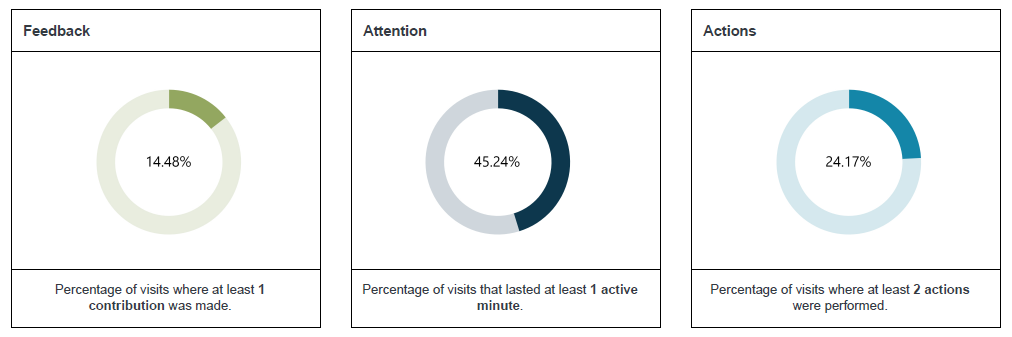 Feedback
14.48%
Percentage of visits where at least 1
contribution was made.
Attention
45.24%
Percentage of visits that lasted at least 1 active
minute.
Actions
24.17%
Percentage of visits where at least 2 actions
were performed.